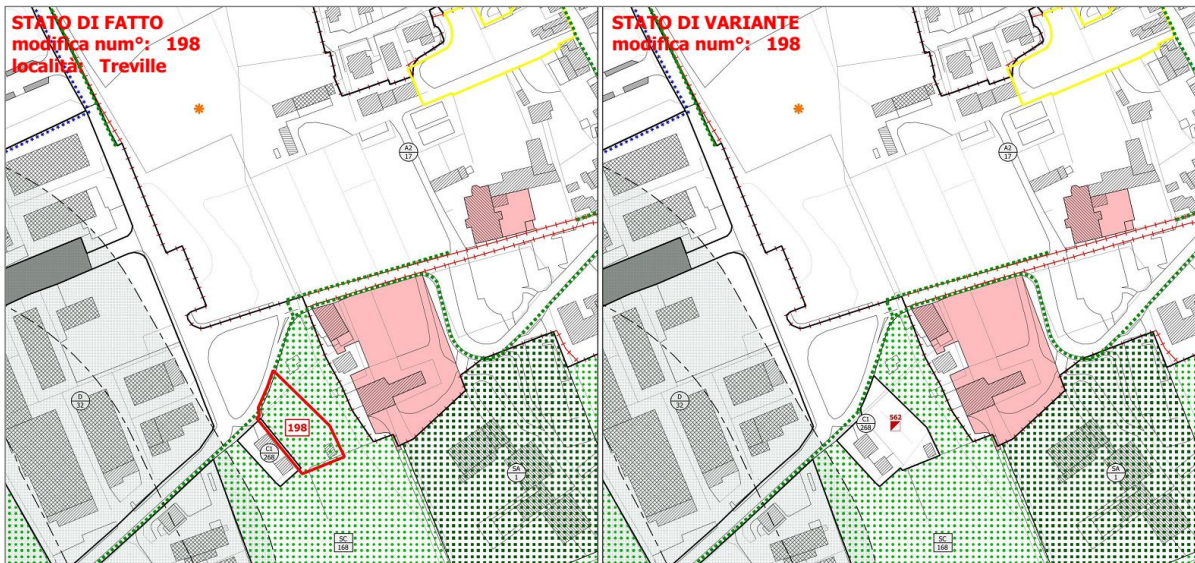 STATO DI FATTO
modifica num°: 198
località: Treville
A2
17
D
32
198
C1
268
SA
1
SC
168
STATO DI VARIANTE
modifica num°: 198
A2
17
D
32
C1
268
562
SA
1
SC
168